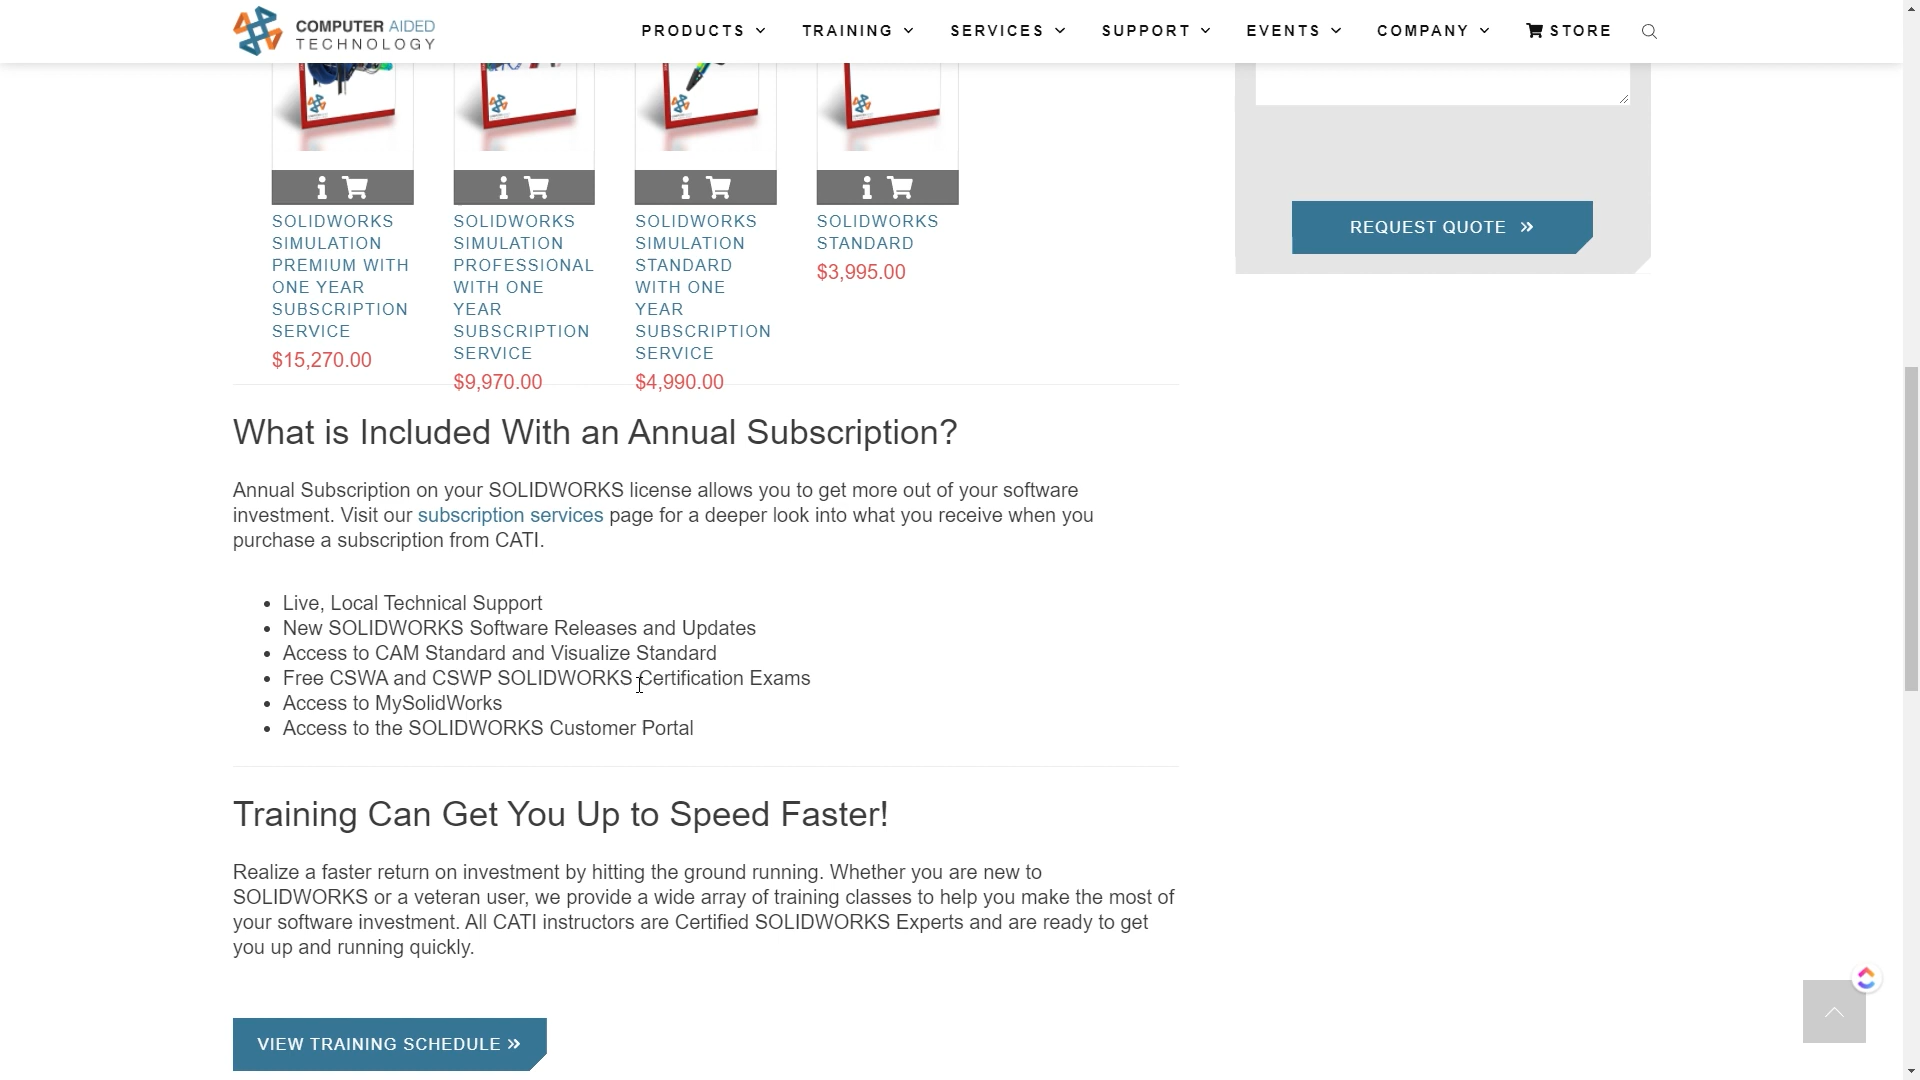 COMPUTER AIDED
TECHNOLOGY
PRODUCTS
TRAINING
SERVICES
SUPPORT
EVENTS
COMPANY
STORE
SOLIDWORKS
SIMULATION
PREMIUM WITH
ONE YEAR
SUBSCRIPTION
SERVICE
$15,270.00
SOLIDWORKS
SIMULATION
PROFESSIONAL
WITH ONE
YEAR
SUBSCRIPTION
SERVICE
$9,970.00
SOLIDWORKS
SIMULATION
STANDARD
WITH ONE
YEAR
SUBSCRIPTION
SERVICE
$4,990.00
SOLIDWORKS
STANDARD
$3,995.00
REQUEST QUOTE »
What is Included With an Annual Subscription?
Annual Subscription on your SOLIDWORKS license allows you to get more out of your software
investment. Visit our subscription services page for a deeper look into what you receive when you
purchase a subscription from CATI.
• Live, Local Technical Support
• New SOLIDWORKS Software Releases and Updates
• Access to CAM Standard and Visualize Standard
• Free CSWA and CSWP SOLIDWORKS Certification Exams
• Access to MySolidWorks
• Access to the SOLIDWORKS Customer Portal
Training Can Get You Up to Speed Faster!
Realize a faster return on investment by hitting the ground running. Whether you are new to
SOLIDWORKS or a veteran user, we provide a wide array of training classes to help you make the most of
your software investment. All CATI instructors are Certified SOLIDWORKS Experts and are ready to get
you up and running quickly.
VIEW TRAINING SCHEDULE »